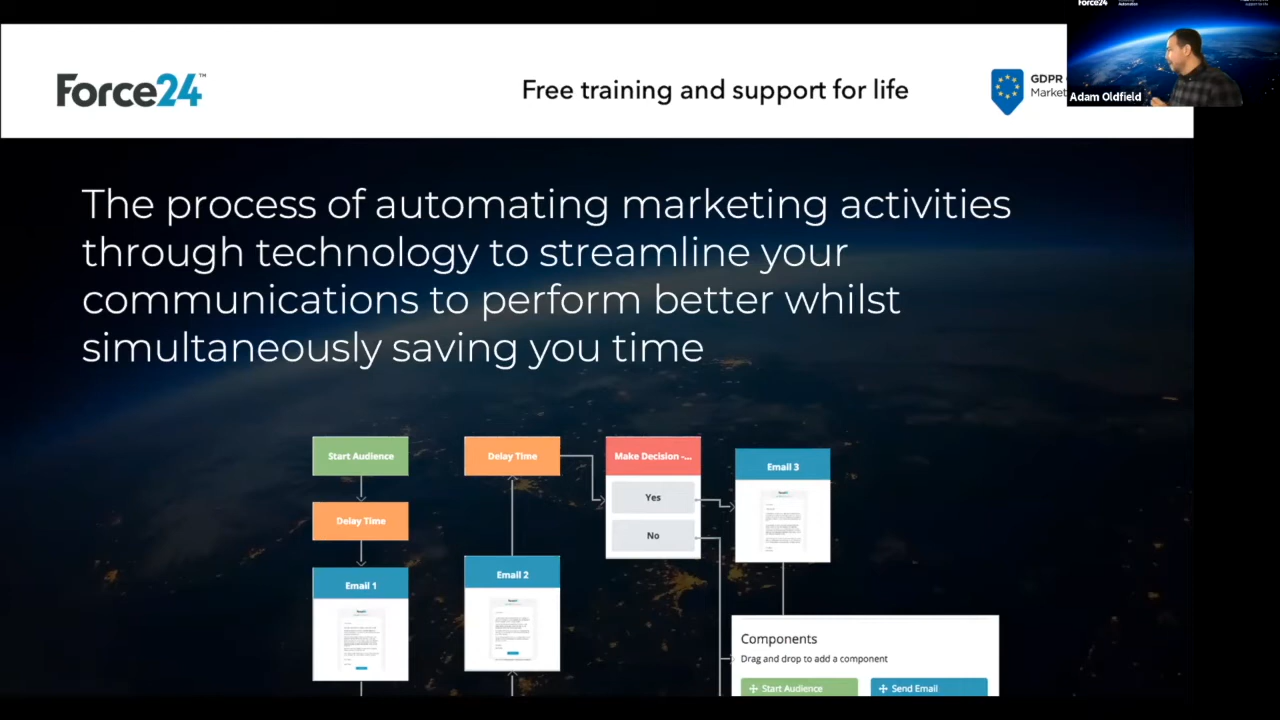 Force24
Force24™
Free training and support for life
GDPR
Market
Adam Oldfield
The process of automating marketing activities
through technology to streamline your
communications to perform better whilst
simultaneously saving you time
Start Audience
Delay Time
Email 1
Delay Time
Email 2
Make Decision -...
Yes
No
Email 3
Components
Drag and drop to add a component
Start Audience
Send Email